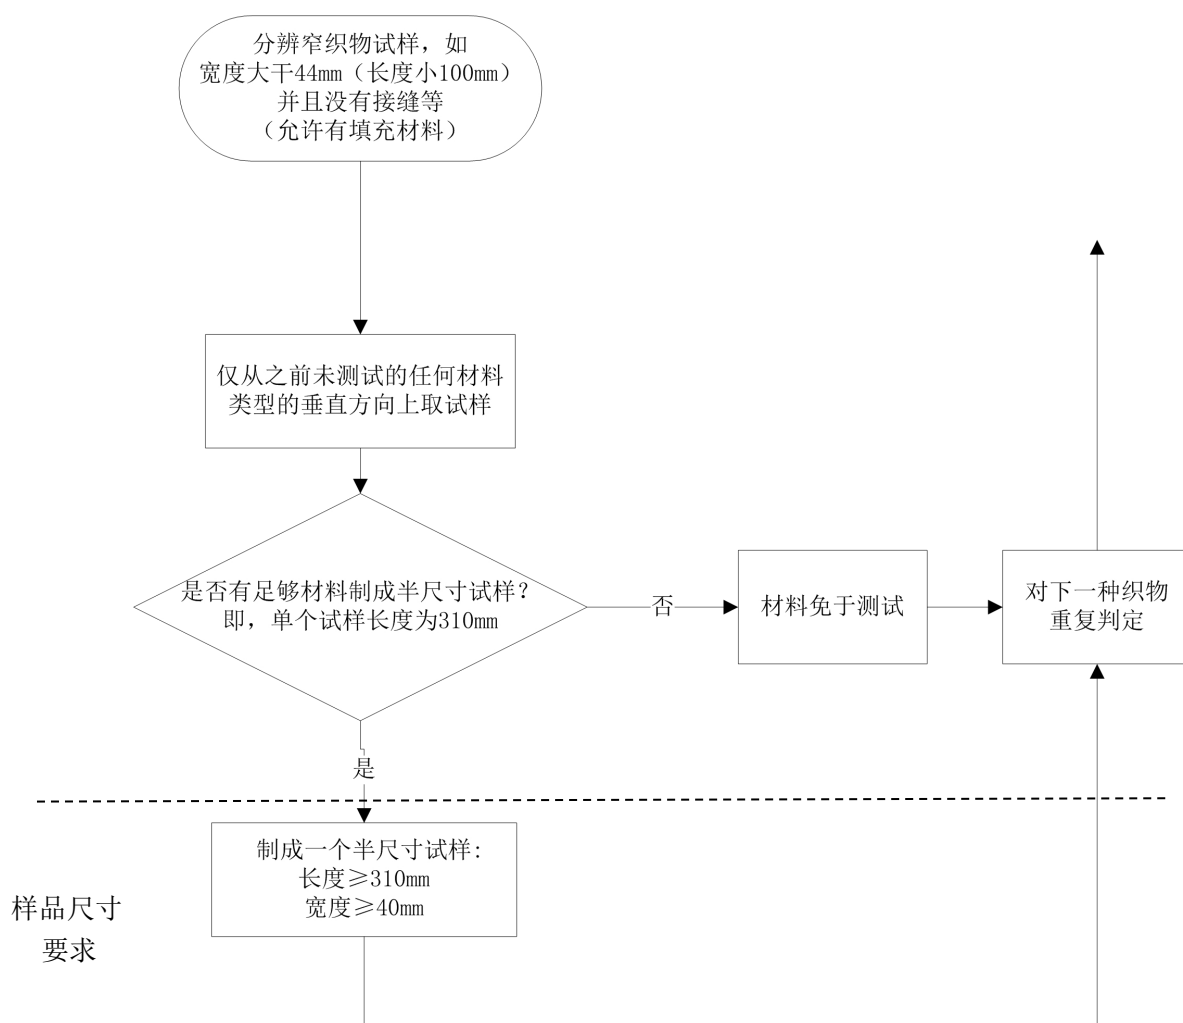 分辨窄织物试样，如
宽度大干44mm（长度小100mm）
并且没有接缝等
（允许有填充材料）
仅从之前未测试的任何材料
类型的垂直方向上取试样
是否有足够材料制成半尺寸试样？
即，单个试样长度为310mm
否
材料免于测试
对下一种织物
重复判定
是
制成一个半尺寸试样：
长度≥310mm
宽度≥40mm
样品尺寸
要求